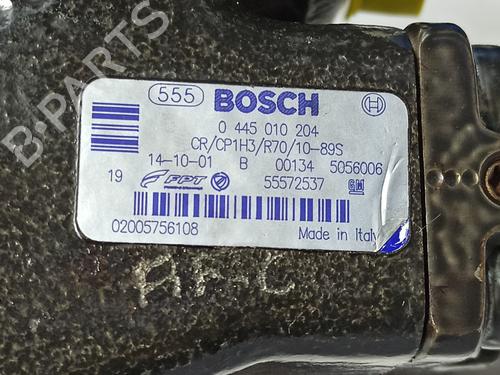 555 BOSCH
0 445 010 204
CR/CP1H3/R70/10-89S
14-10-01 B 00134 5056006
19 FPT 55572537 GM
02005756108 Made in Italy
B-PARTS